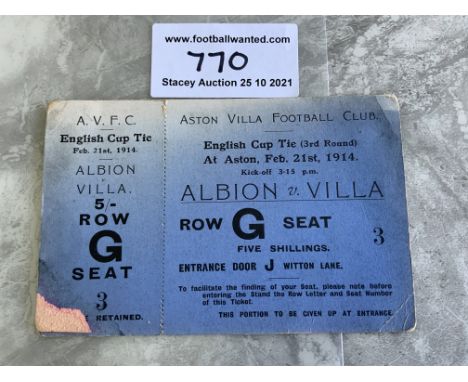 www.footballwanted.com
770
Stacey Auction 25 10 2021
A. V. F. C.
English Cup Tie
Feb. 21st, 1914.
ALBION
v.
VILLA.
5/-
ROW
G
SEAT
3
RETAINED.
ASTON VILLA FOOTBALL CLUB.
English Cup Tie (3rd Round)
At Aston, Feb. 21st, 1914.
Kick-off 3-15 p.m.
ALBION v. VILLA
ROW G SEAT
3
FIVE SHILLINGS.
ENTRANCE DOOR J WITTON LANE.
To facilitate the finding of your Seat, please note before
entering the Stand the Row Letter and Seat Number
of this Ticket.
THIS PORTION TO BE GIVEN UP AT ENTRANCE.